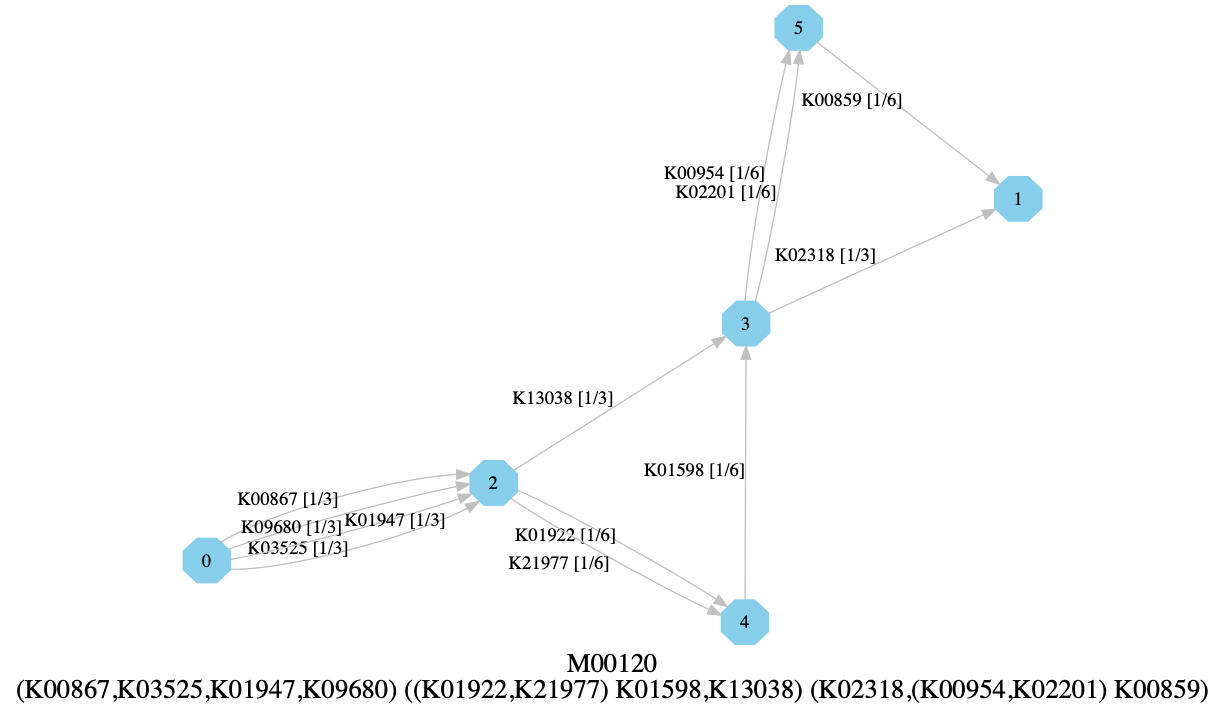 5
K00859 [1/6]
K00954 [1/6]
K02201 [1/6]
1
K02318 [1/3]
3
K13038 [1/3]
K01598 [1/6]
2
K00867 [1/3]
K09680 [1/3]
K01947 [1/3]
K03525 [1/3]
K01922 [1/6]
K21977 [1/6]
0
4
M00120
(K00867,K03525,K01947,K09680) ((K01922,K21977) K01598,K13038) (K02318,(K00954,K02201) K00859)